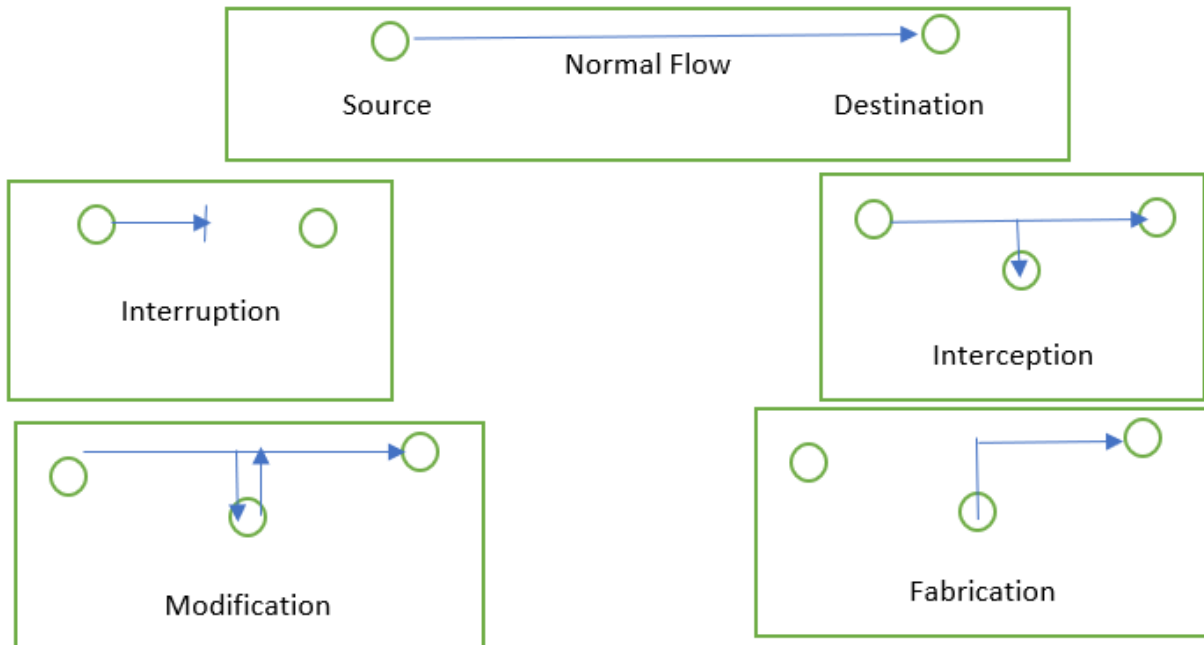 Normal Flow
Source
Destination
Interruption
Interception
Modification
Fabrication